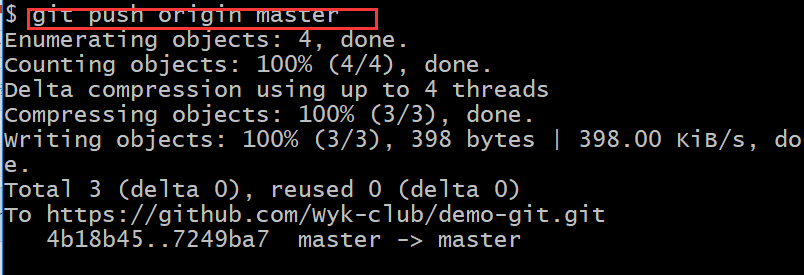 $ git push origin master
Enumerating objects: 4, done.
Counting objects: 100% (4/4), done.
Delta compression using up to 4 threads
Compressing objects: 100% (3/3), done.
Writing objects: 100% (3/3), 398 bytes | 398.00 KiB/s, do
e.
Total 3 (delta 0), reused 0 (delta 0)
To https://github.com/Wyk-club/demo-git.git
   4b18b45..7249ba7  master -> master